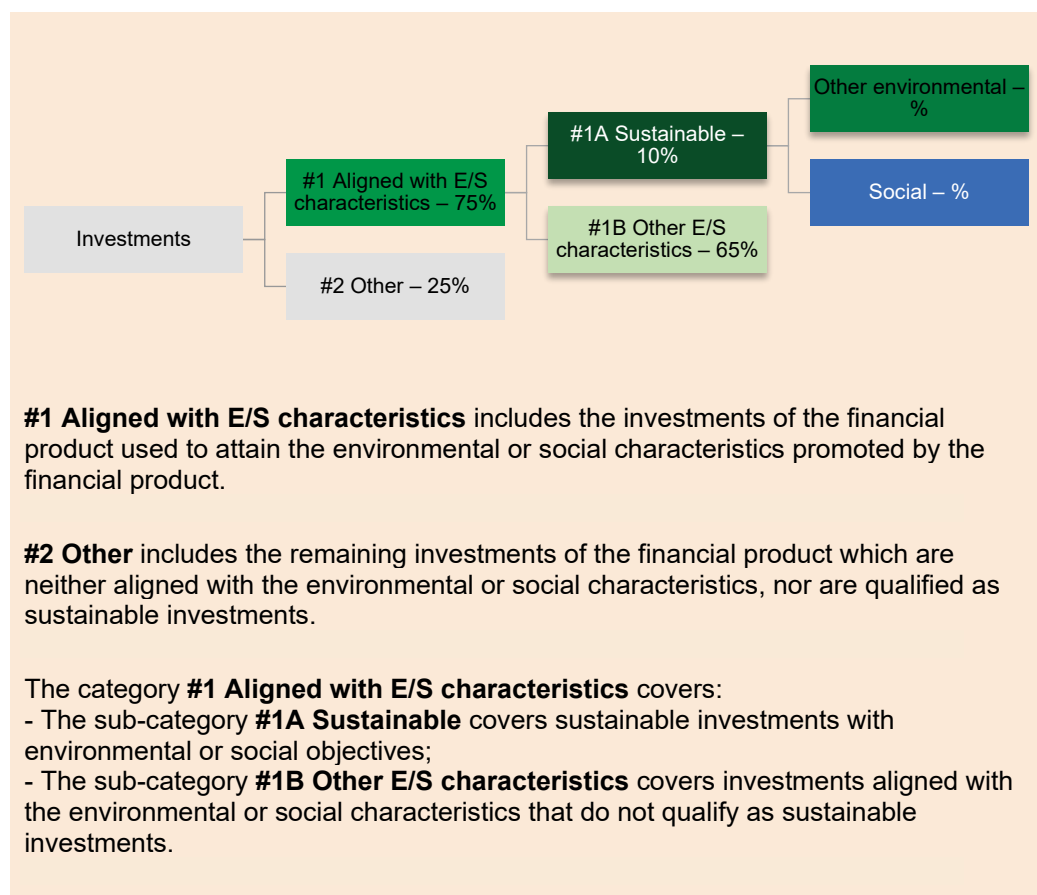 Other environmental –
%
#1A Sustainable –
10%
#1 Aligned with E/S
characteristics – 75%
Social – %
Investments
#1B Other E/S
characteristics – 65%
#2 Other – 25%
#1 Aligned with E/S characteristics includes the investments of the financial
product used to attain the environmental or social characteristics promoted by the
financial product.
#2 Other includes the remaining investments of the financial product which are
neither aligned with the environmental or social characteristics, nor are qualified as
sustainable investments.
The category #1 Aligned with E/S characteristics covers:
- The sub-category #1A Sustainable covers sustainable investments with
environmental or social objectives;
- The sub-category #1B Other E/S characteristics covers investments aligned with
the environmental or social characteristics that do not qualify as sustainable
investments.